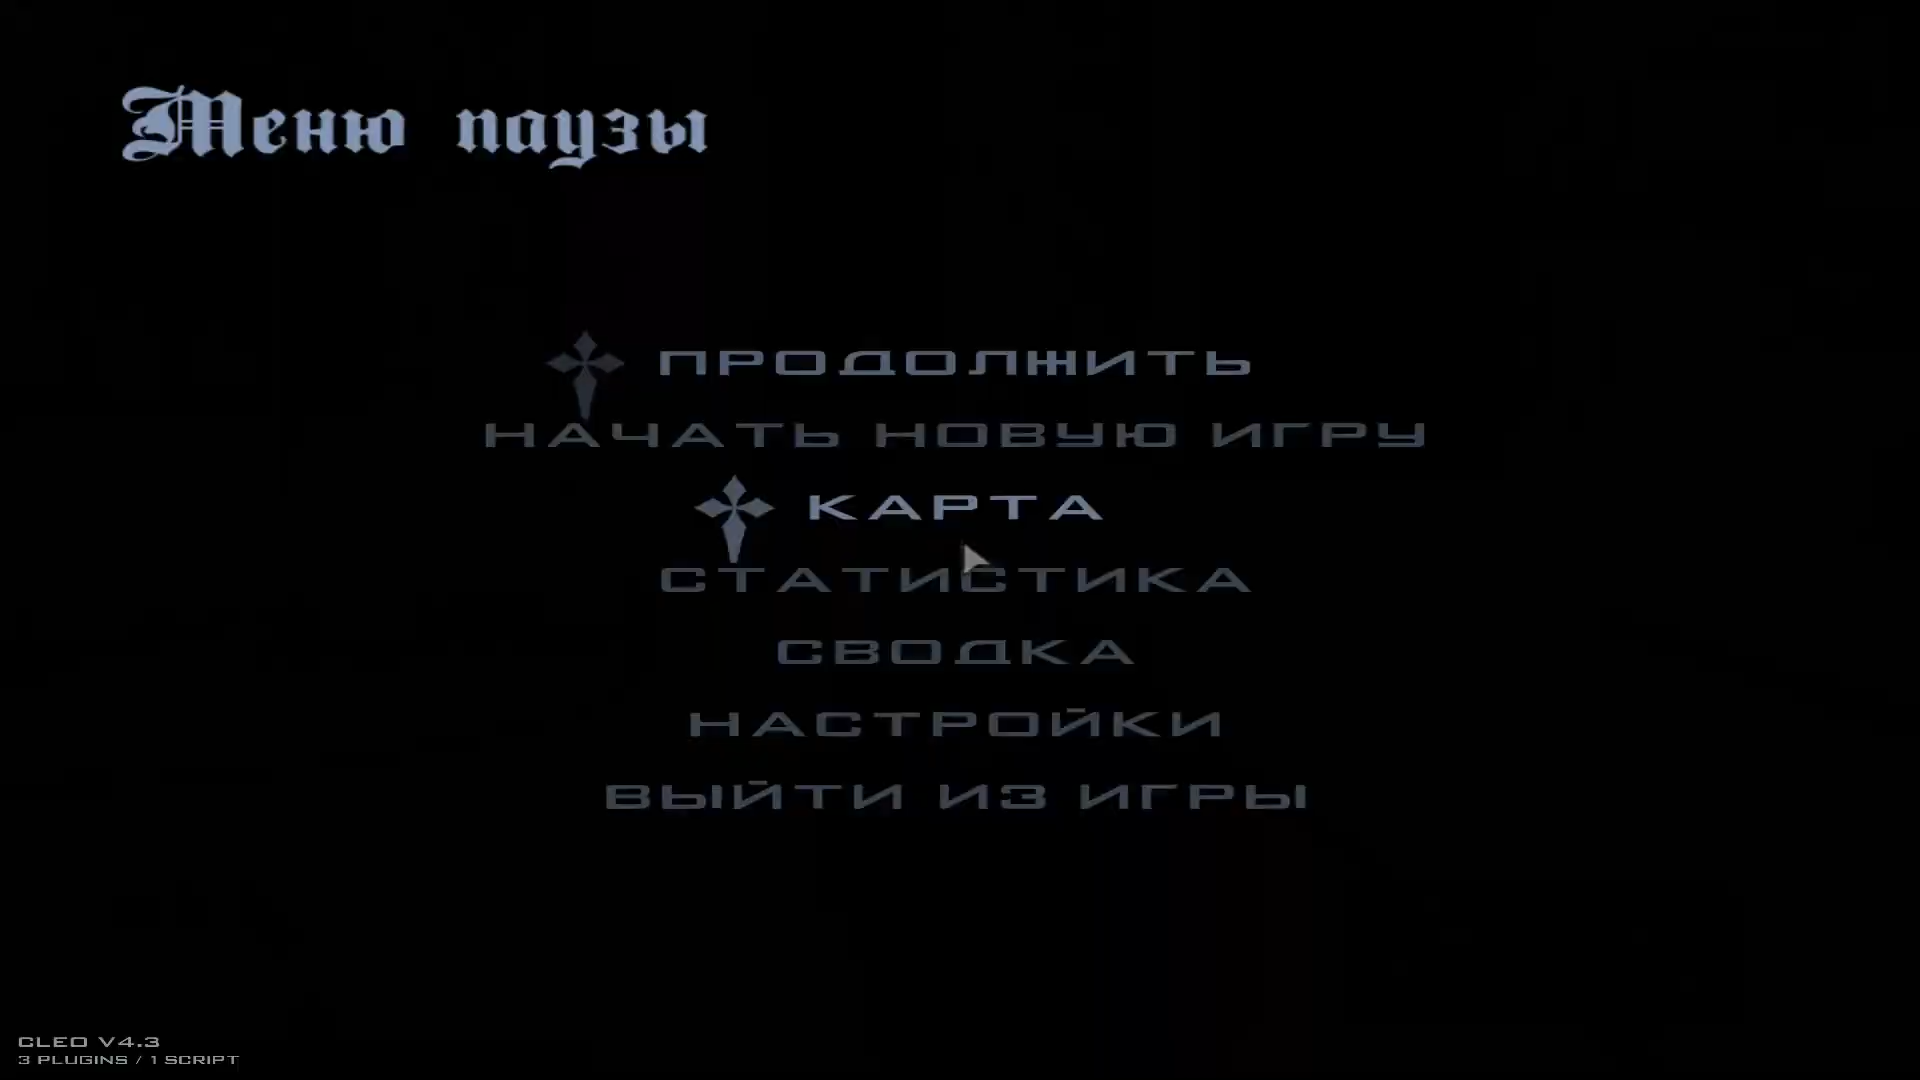 Меню паузы
ПРОДОЛЖИТЬ
НАЧАТЬ НОВУЮ ИГРУ
КАРТА
СТАТИСТИКА
СВОДКА
НАСТРОЙКИ
ВЫЙТИ ИЗ ИГРЫ
CLEO V4.3
3 PLUGINS / 1 SCRIPT